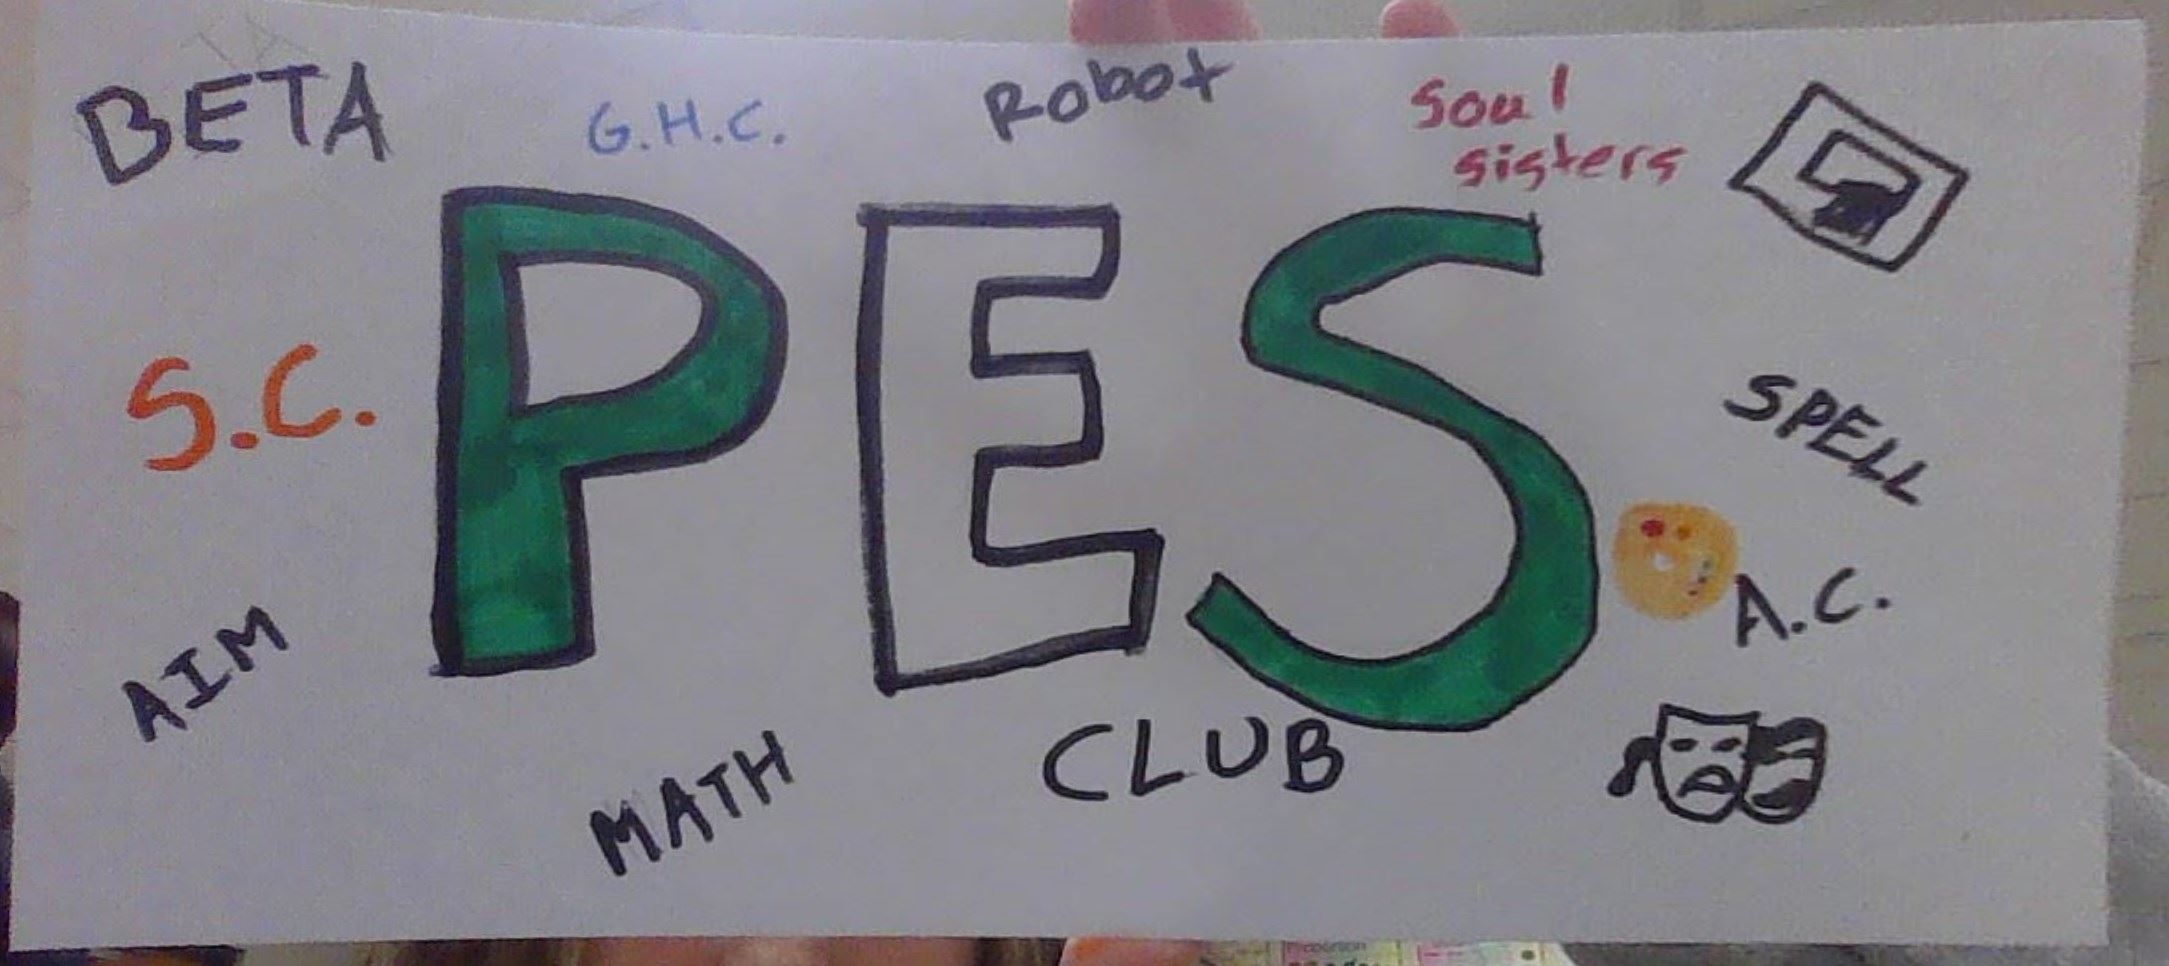 BETA
G.H.C.
Robot
Soul
sisters
PES
S.C.
SPELL
A.C.
AIM
MATH
CLUB